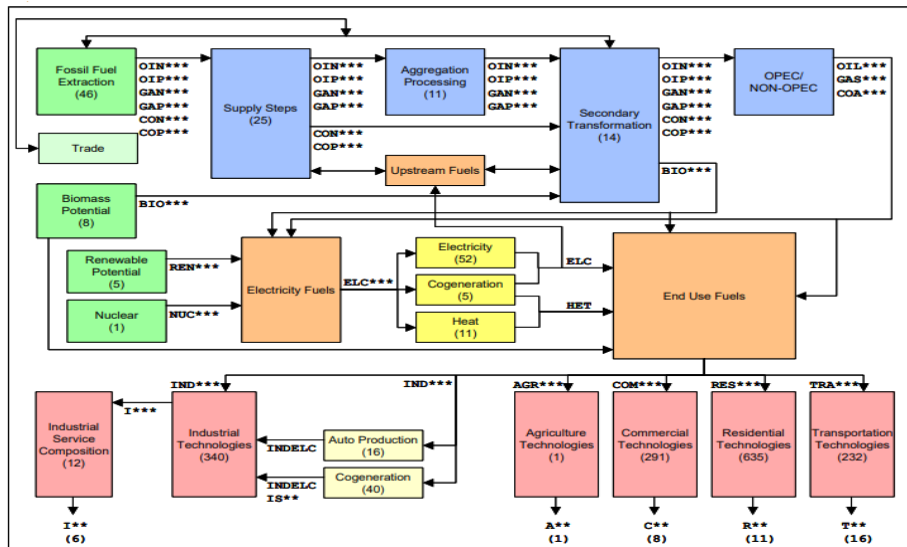 Fossil Fuel
Extraction
(46)
OIN***
OIP***
GAN***
GAP***
CON***
COP***
Supply Steps
(25)
OIN***
OIP***
GAN***
GAP***
CON***
COP***
Aggregation
Processing
(11)
OIN***
OIP***
GAN***
GAP***
Secondary
Transformation
(14)
OIN***
OIP***
GAN***
GAP***
CON***
COP***
BIO***
OPEC/
NON-OPEC
OIL***
GAS***
COA***
Trade
Upstream Fuels
Biomass
Potential
(8)
BIO***
Renewable
Potential
(5)
REN***
Nuclear
(1)
NUC***
Electricity Fuels
ELC***
Electricity
(52)
Cogeneration
(5)
Heat
(11)
ELC
HET
End Use Fuels
IND***
IND***
AGR***
COM***
RES***
TRA***
Industrial
Service
Composition
(12)
I***
Industrial
Technologies
(340)
INDELC
Auto Production
(16)
INDELC
IS**
Cogeneration
(40)
Agriculture
Technologies
(1)
Commercial
Technologies
(291)
Residential
Technologies
(635)
Transportation
Technologies
(232)
I**
(6)
A**
(1)
C**
(8)
R**
(11)
T**
(16)